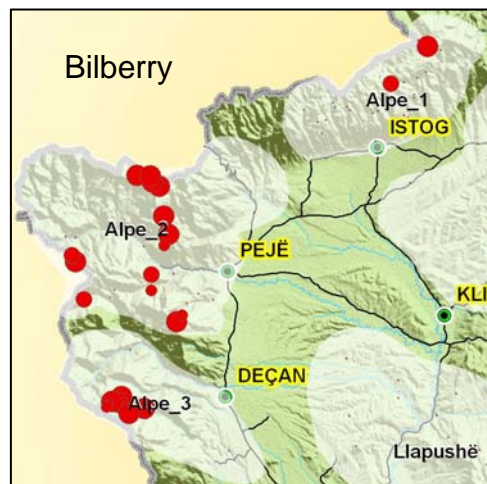 Bilberry
Alpe_1
ISTOG
Alpe_2
PEJË
KLI
DEÇAN
Alpe_3
Llapushë